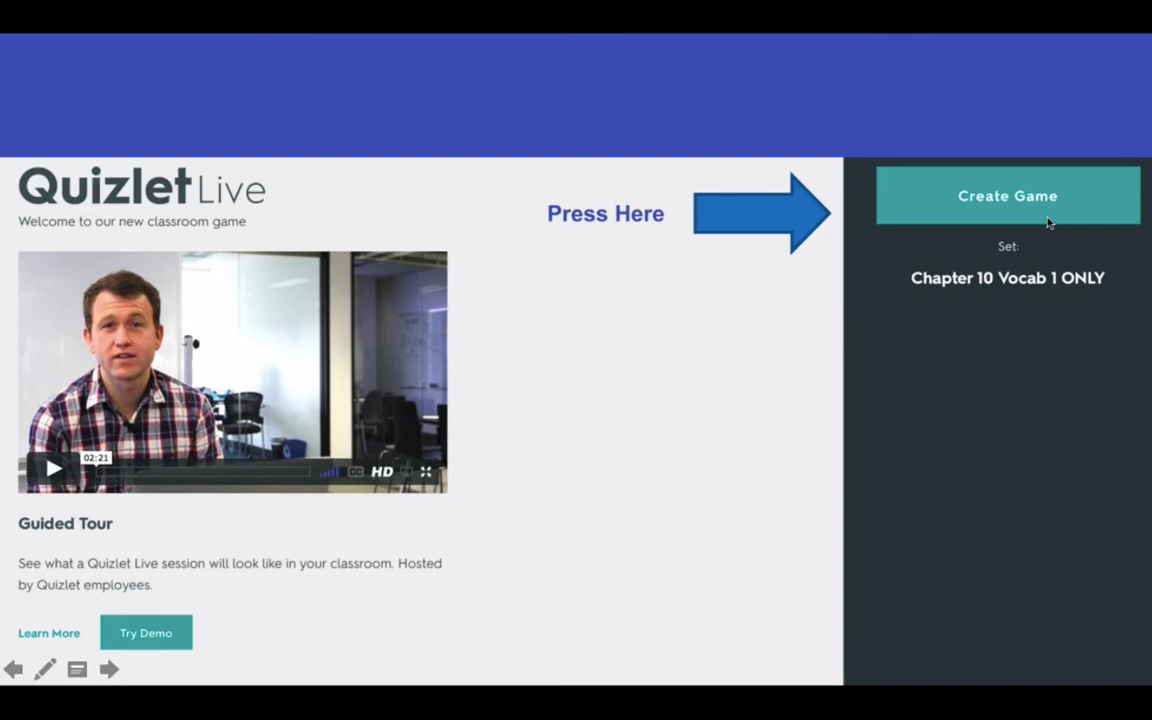 Quizlet Live
Welcome to our new classroom game
Press Here
Create Game
Set:
Chapter 10 Vocab 1 ONLY
02:21
CC HD
Guided Tour
See what a Quizlet Live session will look like in your classroom. Hosted
by Quizlet employees.
Learn More
Try Demo